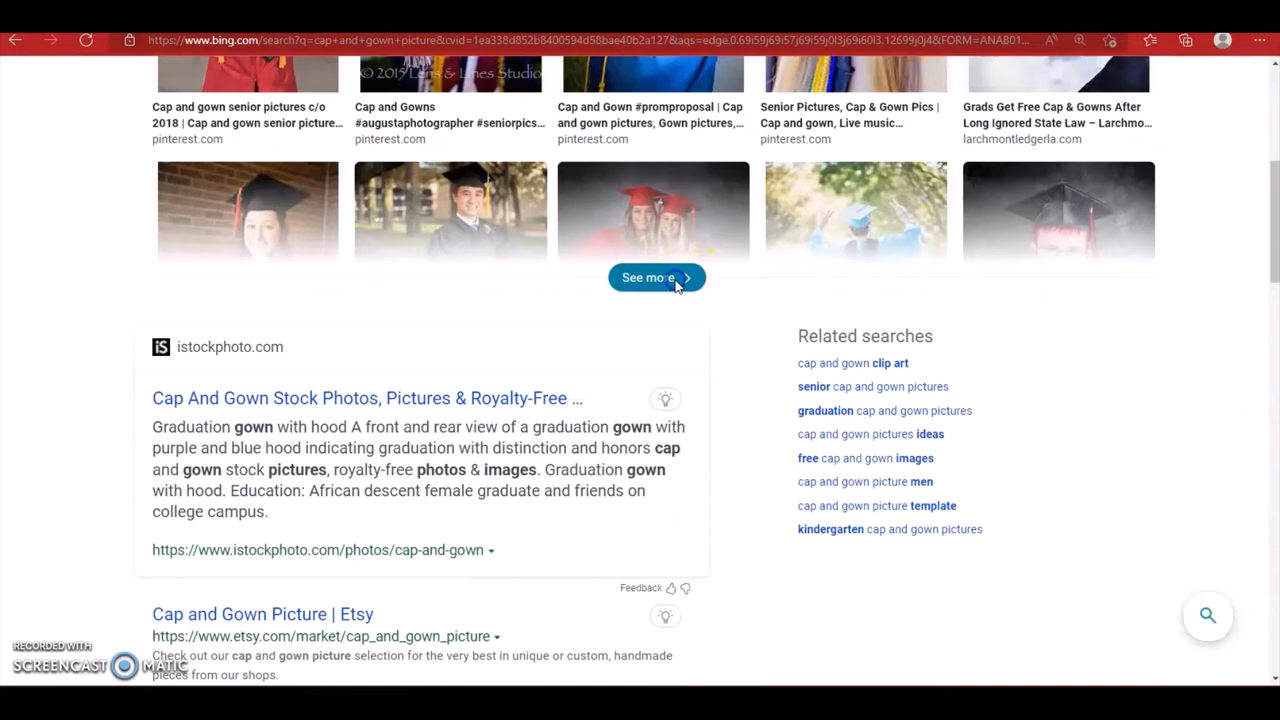 https://www.bing.com/search?q=cap+and+gown+picture&cvid=1ea338d852b8400594d58bae40b2a127&aqs=edge.0.69i59j69i57j69i59j0l3j69i60l3.12699j0j4&FORM=ANAB01...
© 2015 Lens & Lines Studio
Cap and gown senior pictures c/o
2018 | Cap and gown senior picture...
pinterest.com
Cap and Gowns
#augustaphotographer #seniorpics...
pinterest.com
Cap and Gown #promproposal | Cap
and gown pictures, Gown pictures,...
pinterest.com
Senior Pictures, Cap & Gown Pics |
Cap and gown, Live music...
pinterest.com
Grads Get Free Cap & Gowns After
Long Ignored State Law – Larchmo...
larchmontledgerla.com
See more
iS istockphoto.com
Cap And Gown Stock Photos, Pictures & Royalty-Free ...
Graduation gown with hood A front and rear view of a graduation gown with
purple and blue hood indicating graduation with distinction and honors cap
and gown stock pictures, royalty-free photos & images. Graduation gown
with hood. Education: African descent female graduate and friends on
college campus.
https://www.istockphoto.com/photos/cap-and-gown
Feedback
Cap and Gown Picture | Etsy
https://www.etsy.com/market/cap_and_gown_picture
Check out our cap and gown picture selection for the very best in unique or custom, handmade
pieces from our shops.
Related searches
cap and gown clip art
senior cap and gown pictures
graduation cap and gown pictures
cap and gown pictures ideas
free cap and gown images
cap and gown picture men
cap and gown picture template
kindergarten cap and gown pictures
RECORDED WITH
SCREENCAST MATIC